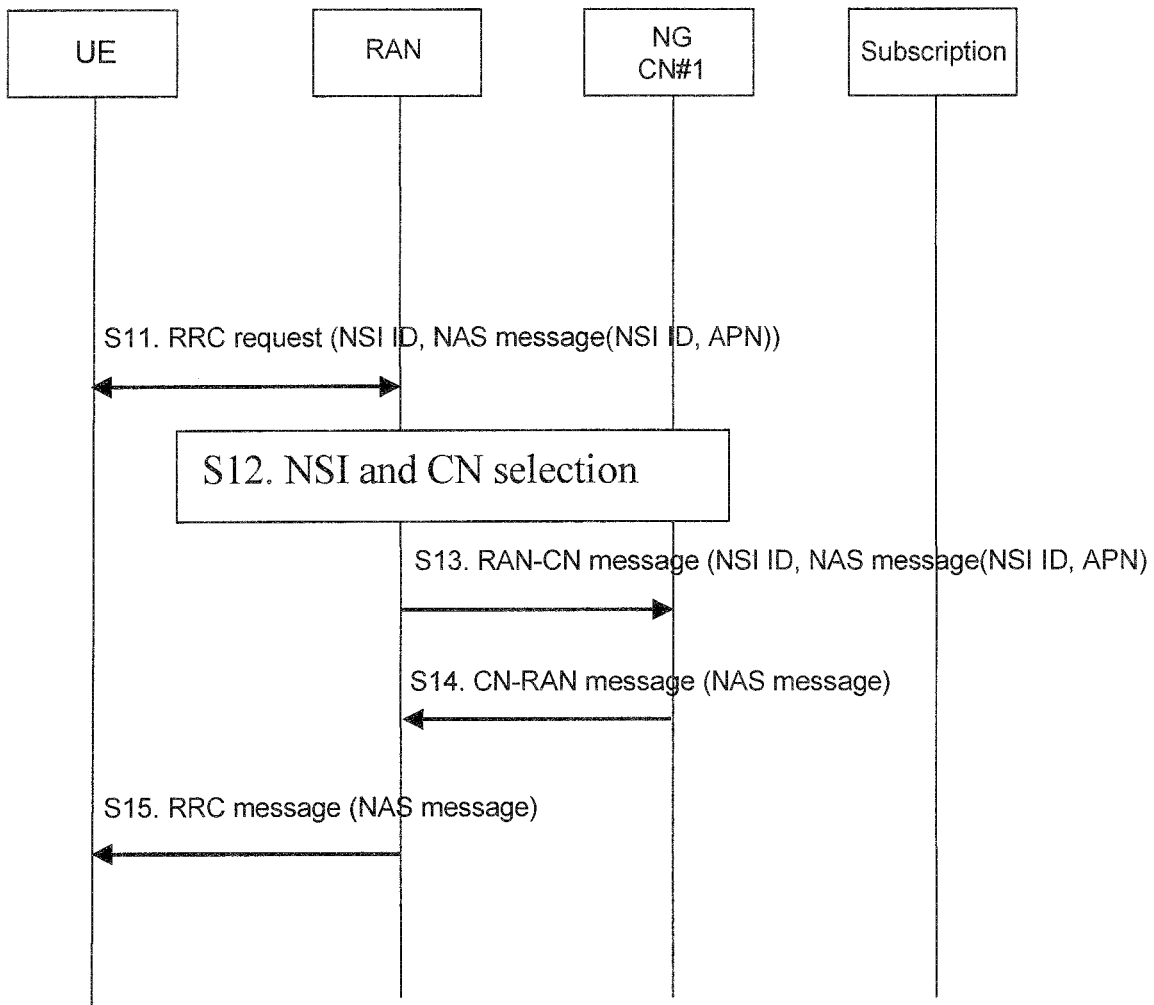 UE
RAN
NG
CN#1
Subscription
S11. RRC request (NSI ID, NAS message(NSI ID, APN))
S12. NSI and CN selection
S13. RAN-CN message (NSI ID, NAS message(NSI ID, APN)
S14. CN-RAN message (NAS message)
S15. RRC message (NAS message)